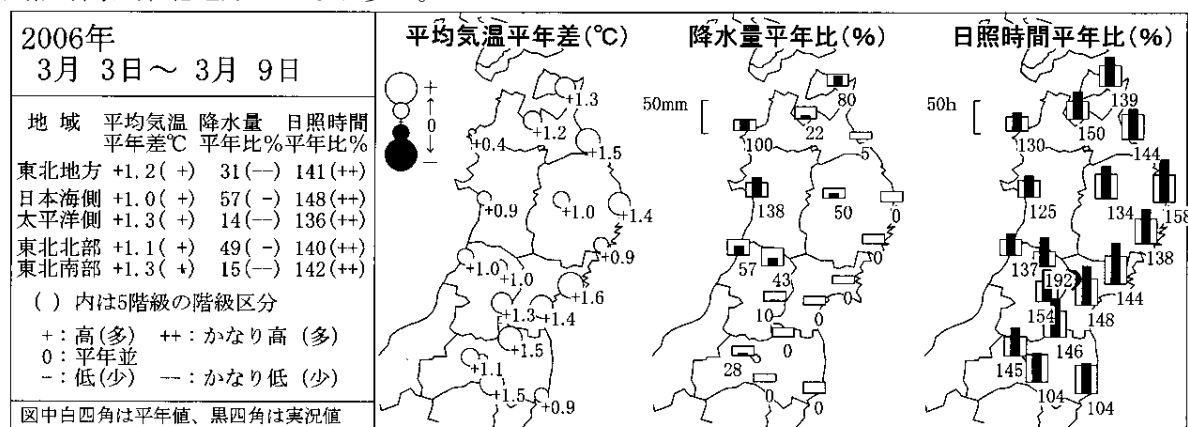 2006年
3月 3日～ 3月 9日
地 域 平均気温 降水量 日照時間
平年差℃ 平年比% 平年比%
東北地方 +1.2( +) 31(--) 141(++)
日本海側 +1.0( +) 57( -) 148(++)
太平洋側 +1.3( +) 14(--) 136(++)
東北北部 +1.1( +) 49( -) 140(++)
東北南部 +1.3( +) 15(--) 142(++)
( ) 内は5階級の階級区分
+：高(多) ++：かなり高 (多)
0：平年並
-：低(少) --：かなり低 (少)
図中白四角は平年値、黒四角は実況値
平均気温平年差(℃)
+
↑
0
↓
-
+1.3
+1.2
+0.4
+1.5
+0.9
+1.0
+1.4
+0.9
+1.0
+1.0
+1.6
+1.3
+1.4
+1.5
+1.1
+1.5
+0.9
降水量平年比(%)
50mm
80
22
100
5
138
50
0
0
57
43
0
10
0
0
28
0
0
日照時間平年比(%)
50h
139
150
130
144
125
134
158
138
137
192
144
154
148
146
145
104
104